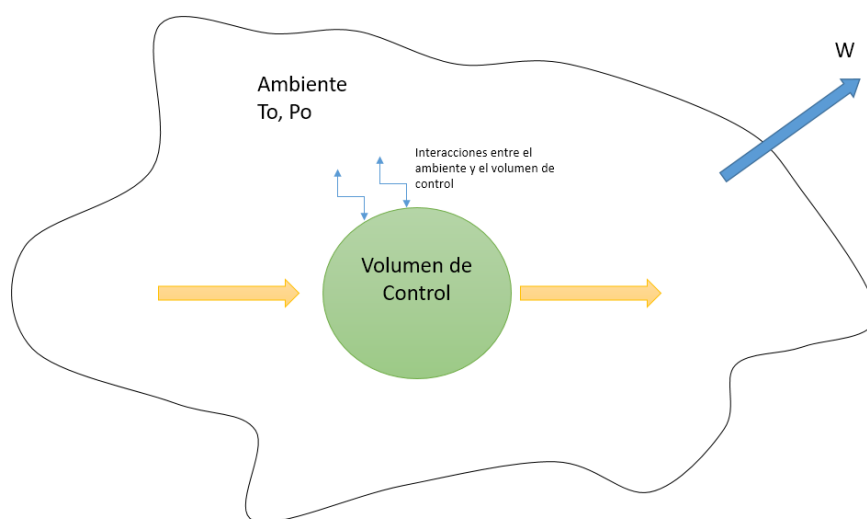 W
Ambiente
To, Po
Interacciones entre el
ambiente y el volumen de
control
Volumen de
Control